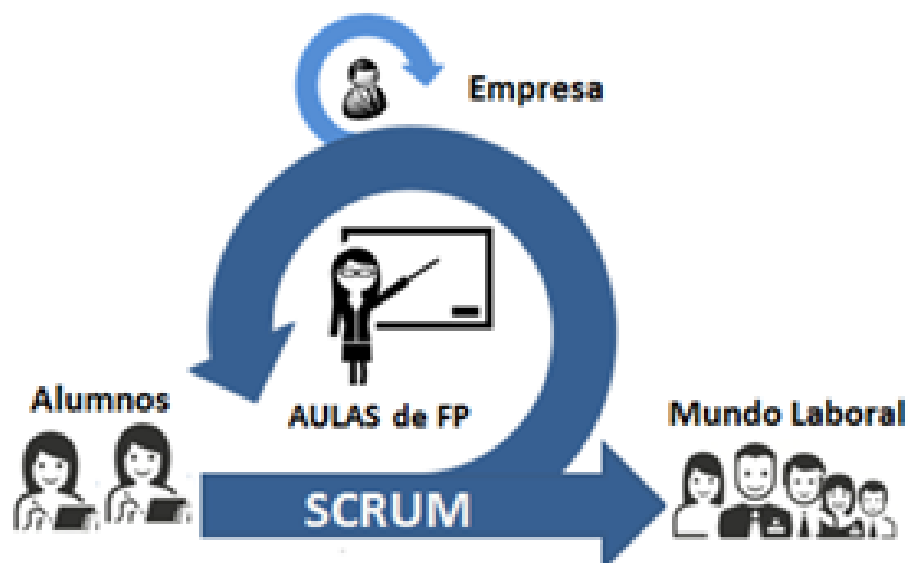 Empresa
Alumnos
AULAS de FP
Mundo Laboral
SCRUM